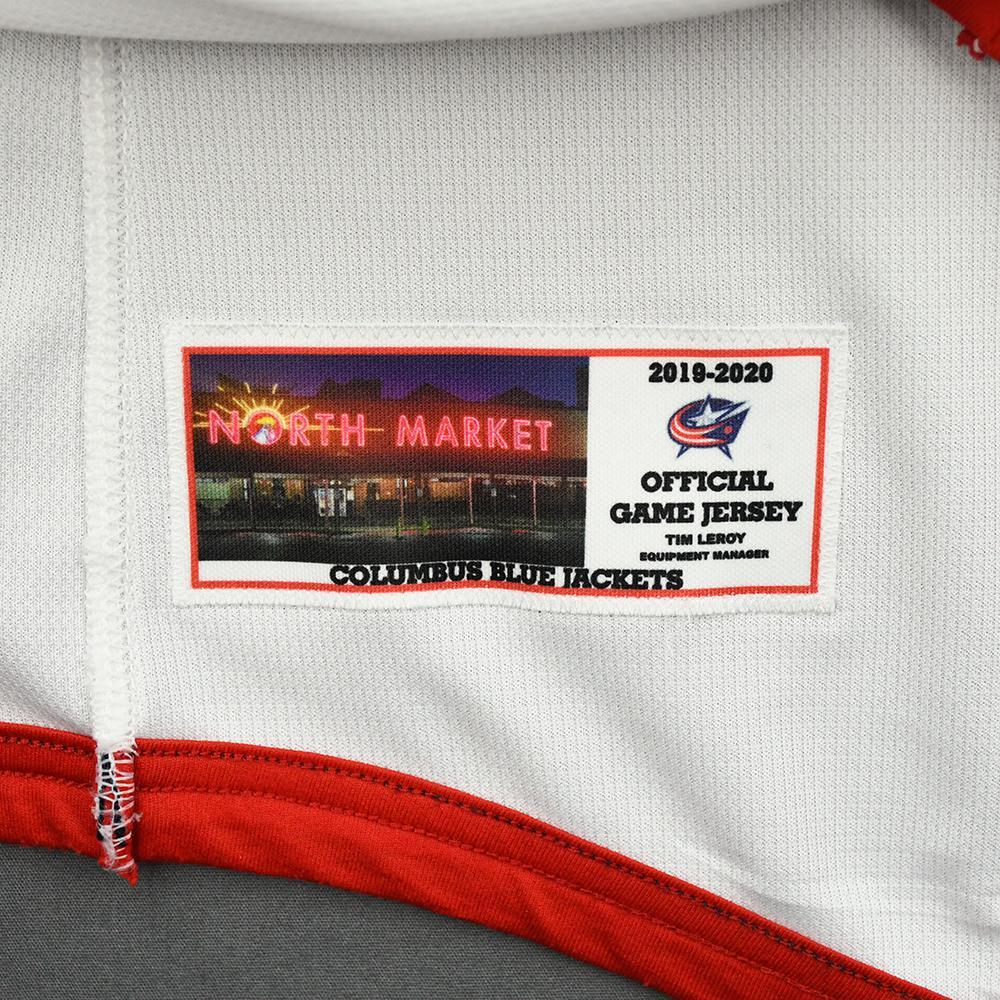 NORTH MARKET
2019-2020
OFFICIAL
GAME JERSEY
TIM LEROY
EQUIPMENT MANAGER
COLUMBUS BLUE JACKETS